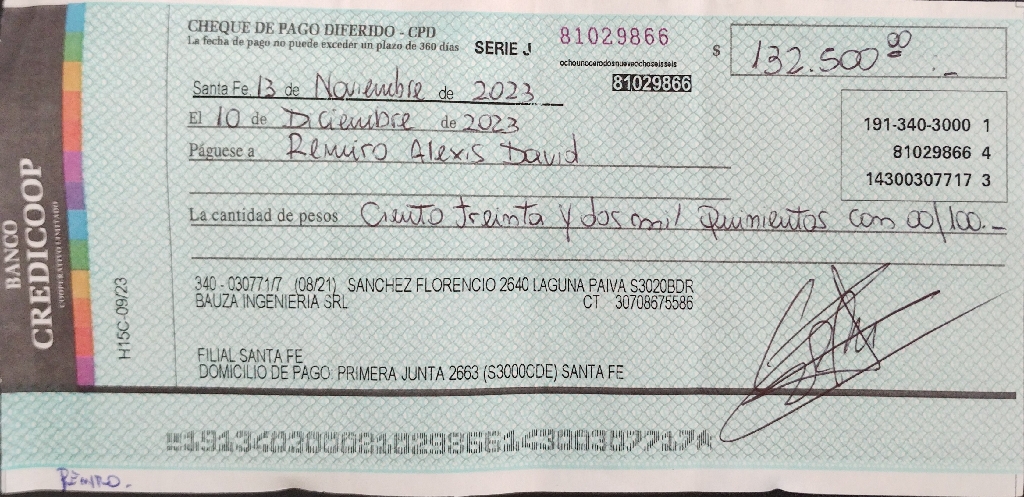 BANCO
CREDICOOP
COOPERATIVO LIMITADO
H15C-09/23
CHEQUE DE PAGO DIFERIDO - CPD
La fecha de pago no puede exceder un plazo de 360 días
SERIE J
81029866
ochounocerodosnueveochoseisseis
81029866
$ 132.500 00 .-
Santa Fe, 13 de Noviembre de 2023
El 10 de Diciembre de 2023
Páguese a Remiro Alexis David
191-340-3000 1
81029866 4
14300307717 3
La cantidad de pesos Ciento treinta y dos mil quinientos con 00/100.-
340 - 030771/7 (08/21) SANCHEZ FLORENCIO 2640 LAGUNA PAIVA S3020BDR
BAUZA INGENIERIA SRL CT 30708675586
FILIAL SANTA FE
DOMICILIO DE PAGO: PRIMERA JUNTA 2663 (S3000CDE) SANTA FE
REMIRO.